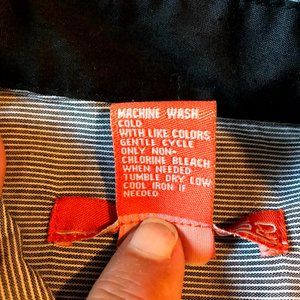 MACHINE WASH
COLD
WITH LIKE COLORS
GENTLE CYCLE
ONLY NON-
CHLORINE BLEACH
WHEN NEEDED
TUMBLE DRY LOW
COOL IRON IF
NEEDED